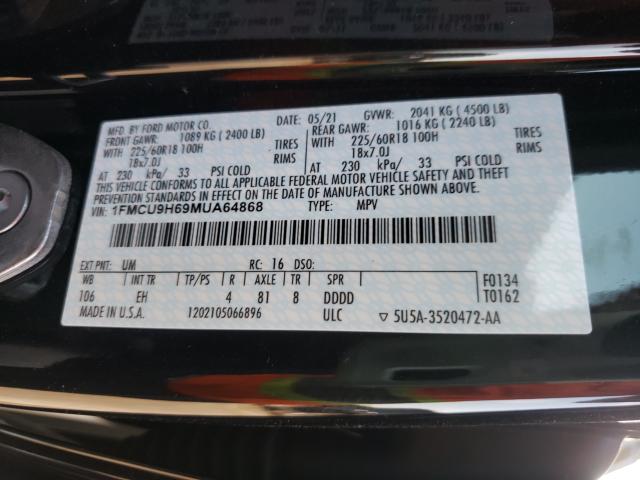 MFD. BY FORD MOTOR CO.
DATE: 05/21 GVWR: 2041 KG ( 4500 LB)
FRONT GAWR: 1089 KG ( 2400 LB)
REAR GAWR: 1016 KG ( 2240 LB)
WITH 225/60R18 100H TIRES
WITH 225/60R18 100H TIRES
18x7.0J RIMS
18x7.0J RIMS
AT 230 kPa/ 33 PSI COLD
AT 230 kPa/ 33 PSI COLD
THIS VEHICLE CONFORMS TO ALL APPLICABLE FEDERAL MOTOR VEHICLE SAFETY AND THEFT
PREVENTION STANDARDS IN EFFECT ON THE DATE OF MANUFACTURE SHOWN ABOVE.
VIN: 1FMCU9H69MUA64868 TYPE: MPV
EXT PNT: UM RC: 16 DSO:
WB INT TR TP/PS R AXLE TR SPR F0134
106 EH 4 81 8 DDDD T0162
MADE IN U.S.A. 1202105066896 ULC ▽ 5U5A-3520472-AA